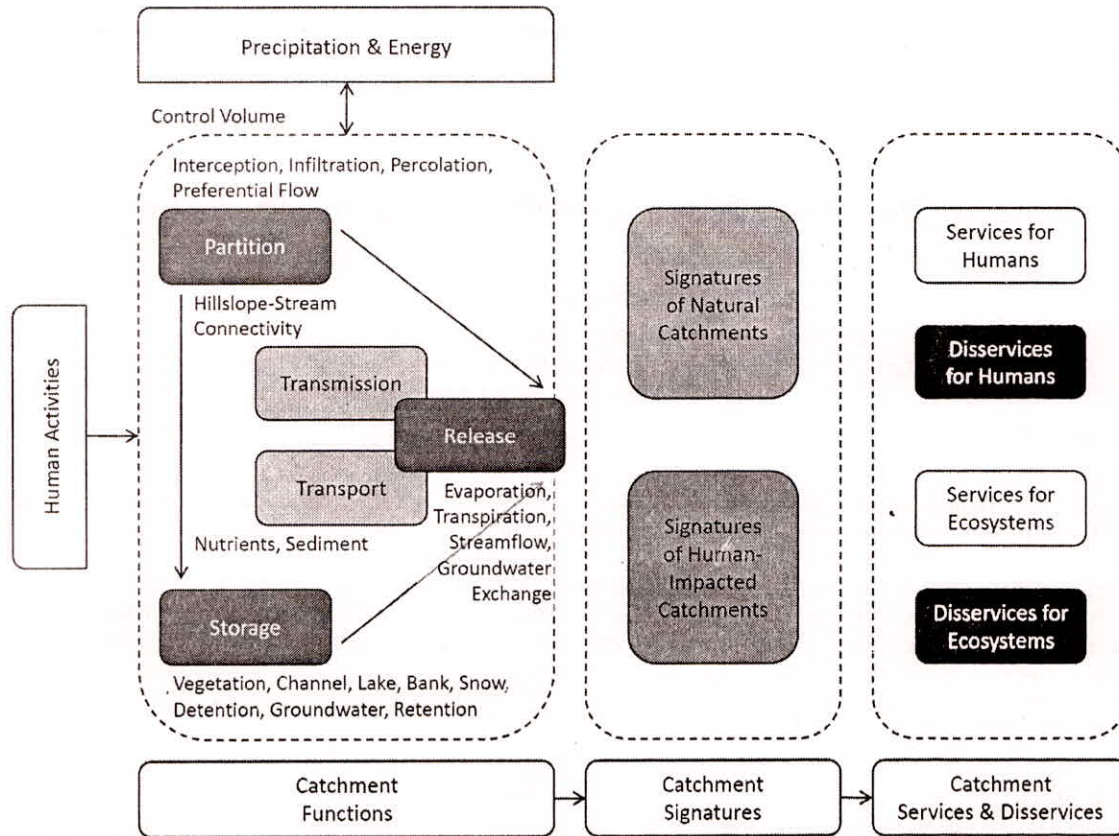 Precipitation & Energy
Control Volume
Interception, Infiltration, Percolation,
Preferential Flow
Partition
Hillslope-Stream
Connectivity
Transmission
Release
Transport
Evaporation,
Transpiration,
Streamflow,
Groundwater
Exchange
Nutrients, Sediment
Storage
Vegetation, Channel, Lake, Bank, Snow,
Detention, Groundwater, Retention
Human Activities
Signatures
of Natural
Catchments
Signatures
of Human-
Impacted
Catchments
Services for
Humans
Disservices
for Humans
Services for
Ecosystems
Disservices for
Ecosystems
Catchment
Functions
Catchment
Signatures
Catchment
Services & Disservices